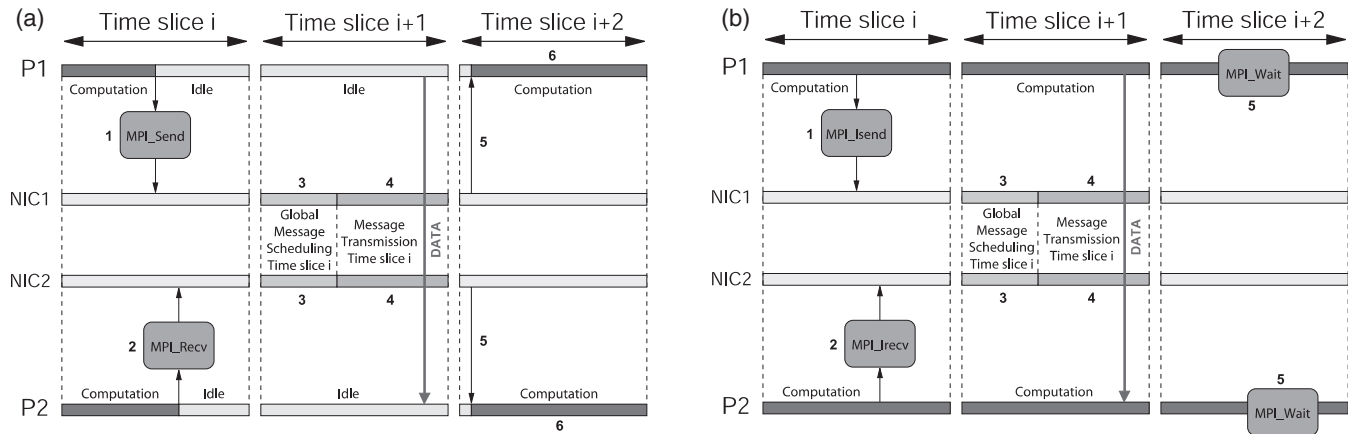 (a)
Time slice i
Time slice i+1
Time slice i+2
P1
6
Computation
Idle
Idle
Computation
1
MPI_Send
5
NIC1
3
4
Global
Message
Scheduling
Time slice i
Message
Transmission
Time slice i
DATA
NIC2
3
4
2
MPI_Recv
5
Computation
Idle
Idle
Computation
P2
6
(b)
Time slice i
Time slice i+1
Time slice i+2
P1
MPI_Wait
Computation
Computation
5
1
MPI_Isend
NIC1
3
4
Global
Message
Scheduling
Time slice i
Message
Transmission
Time slice i
DATA
NIC2
3
4
2
MPI_Irecv
5
Computation
Computation
P2
MPI_Wait